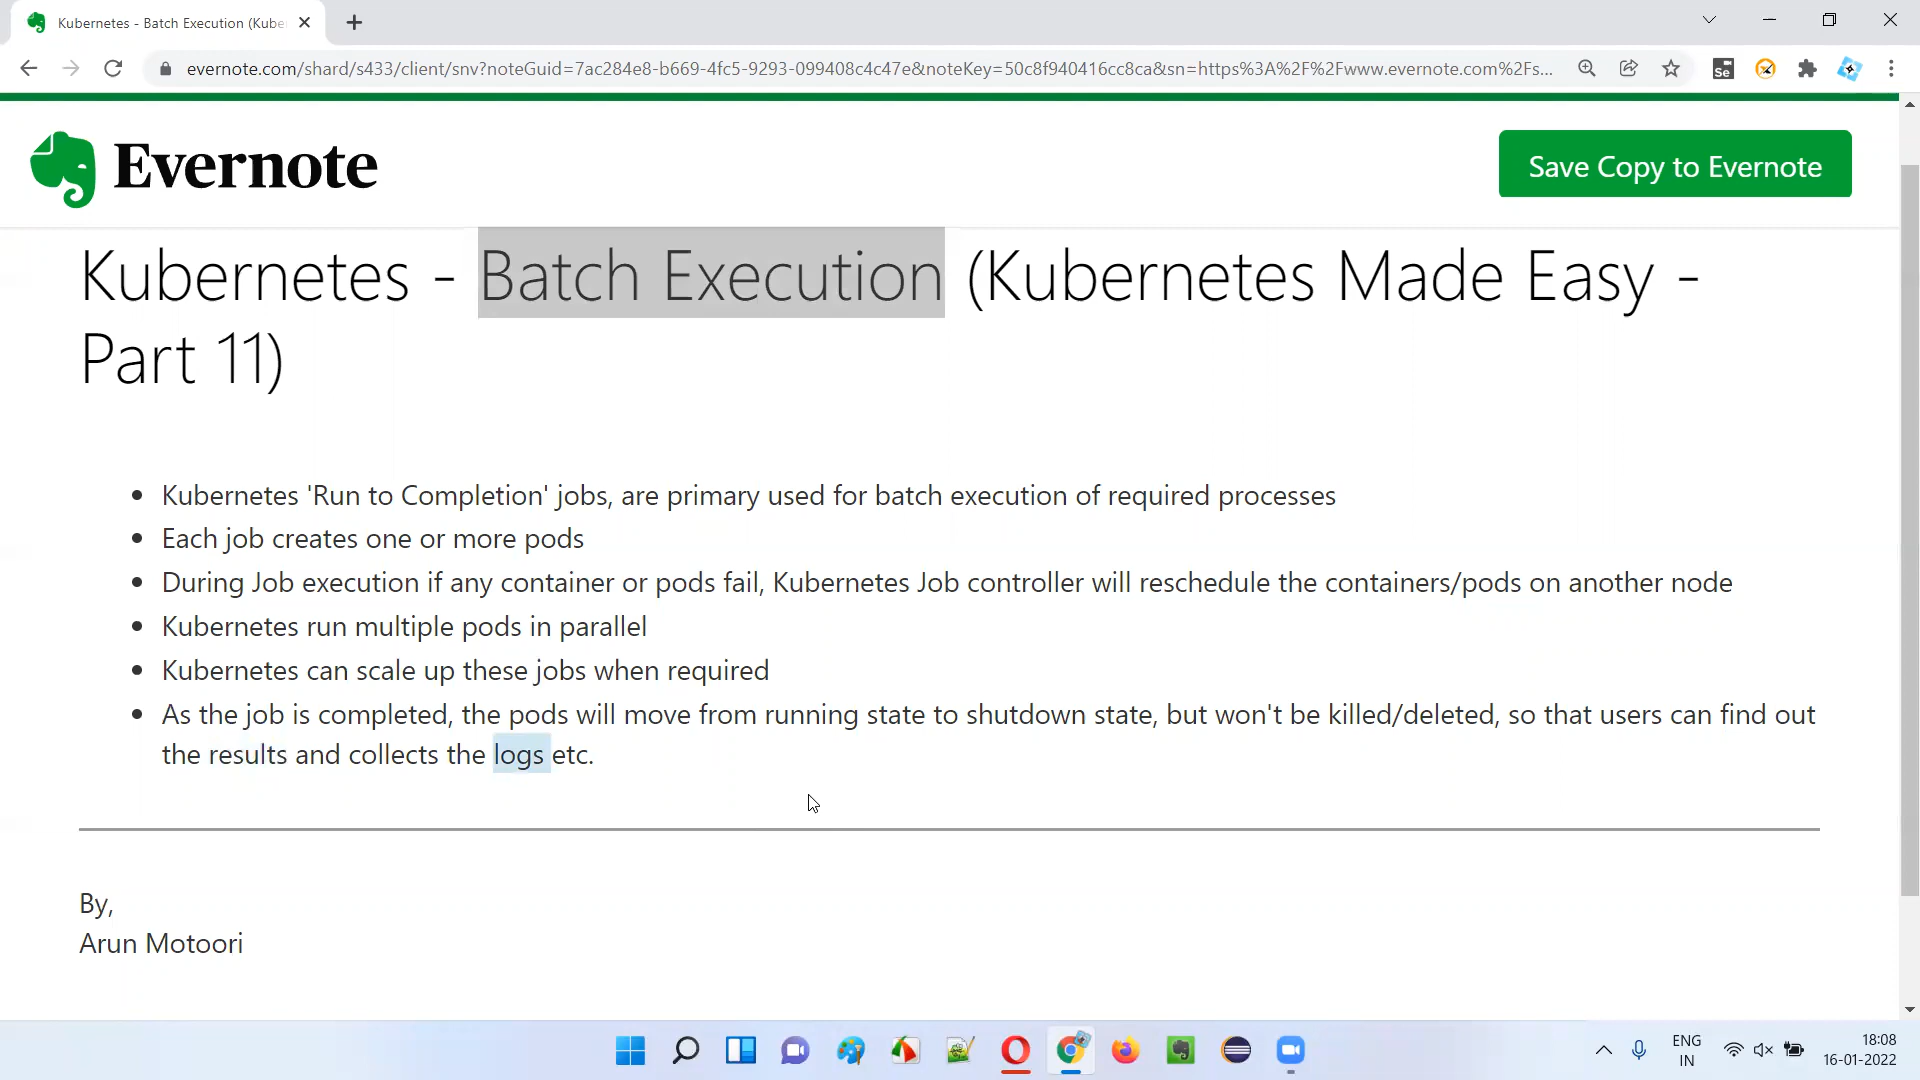 Kubernetes - Batch Execution (Kube
evernote.com/shard/s433/client/snv?noteGuid=7ac284e8-b669-4fc5-9293-099408c4c47e&noteKey=50c8f940416cc8ca&sn=https%3A%2F%2Fwww.evernote.com%2Fs...
Se
Evernote
Save Copy to Evernote
Kubernetes - Batch Execution (Kubernetes Made Easy -
Part 11)
• Kubernetes 'Run to Completion' jobs, are primary used for batch execution of required processes
• Each job creates one or more pods
• During Job execution if any container or pods fail, Kubernetes Job controller will reschedule the containers/pods on another node
• Kubernetes run multiple pods in parallel
• Kubernetes can scale up these jobs when required
• As the job is completed, the pods will move from running state to shutdown state, but won't be killed/deleted, so that users can find out
the results and collects the logs etc.
By,
Arun Motoori
ENG
IN
18:08
16-01-2022